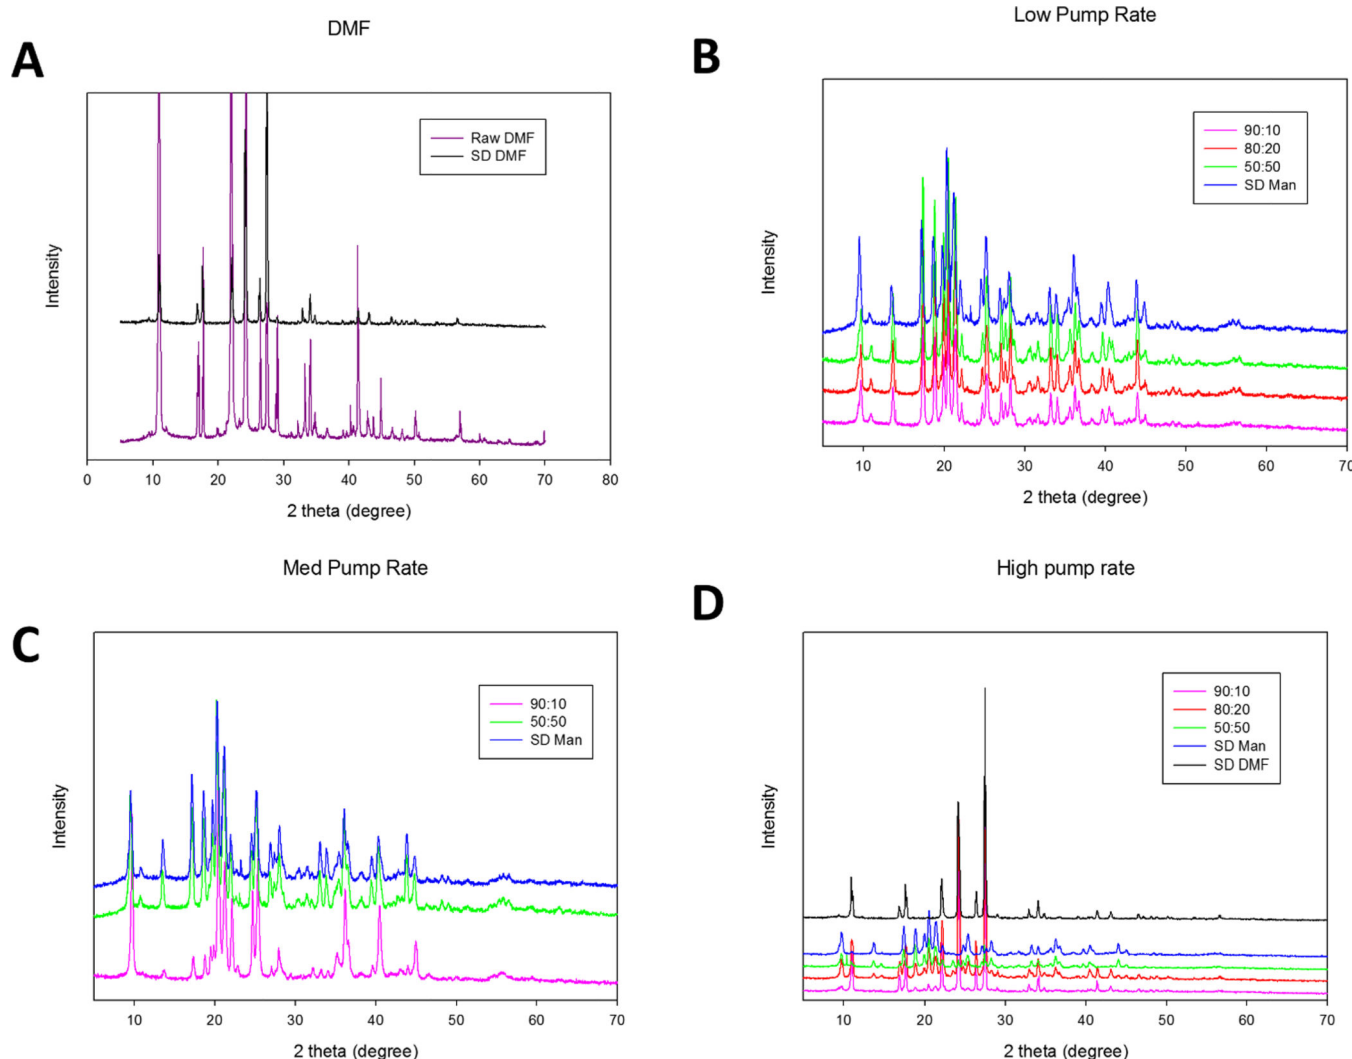 DMF
A
Intensity
Raw DMF
SD DMF
0 10 20 30 40 50 60 70 80
2 theta (degree)
Low Pump Rate
B
Intensity
90:10
80:20
50:50
SD Man
10 20 30 40 50 60 70
2 theta (degree)
Med Pump Rate
C
Intensity
90:10
50:50
SD Man
10 20 30 40 50 60 70
2 theta (degree)
High pump rate
D
Intensity
90:10
80:20
50:50
SD Man
SD DMF
10 20 30 40 50 60 70
2 theta (degree)